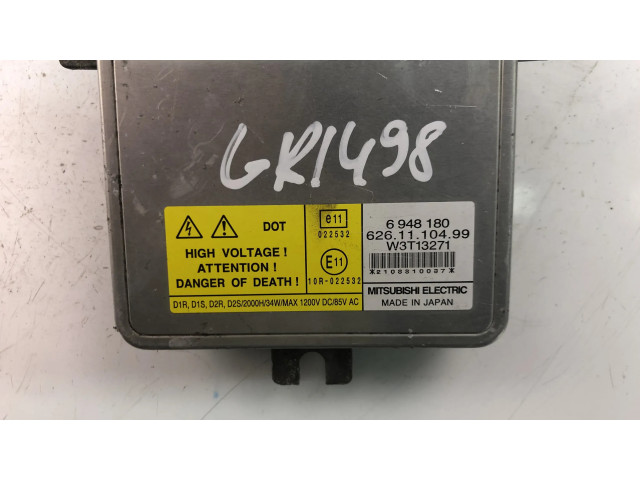 GR1498
DOT
HIGH VOLTAGE !
ATTENTION !
DANGER OF DEATH !
D1R, D1S, D2R, D2S/2000H/34W/MAX 1200V DC/85V AC
e11
022532
E11
10R-022532
6 948 180
626.11.104.99
W3T13271
*2106810037*
MITSUBISHI ELECTRIC
MADE IN JAPAN